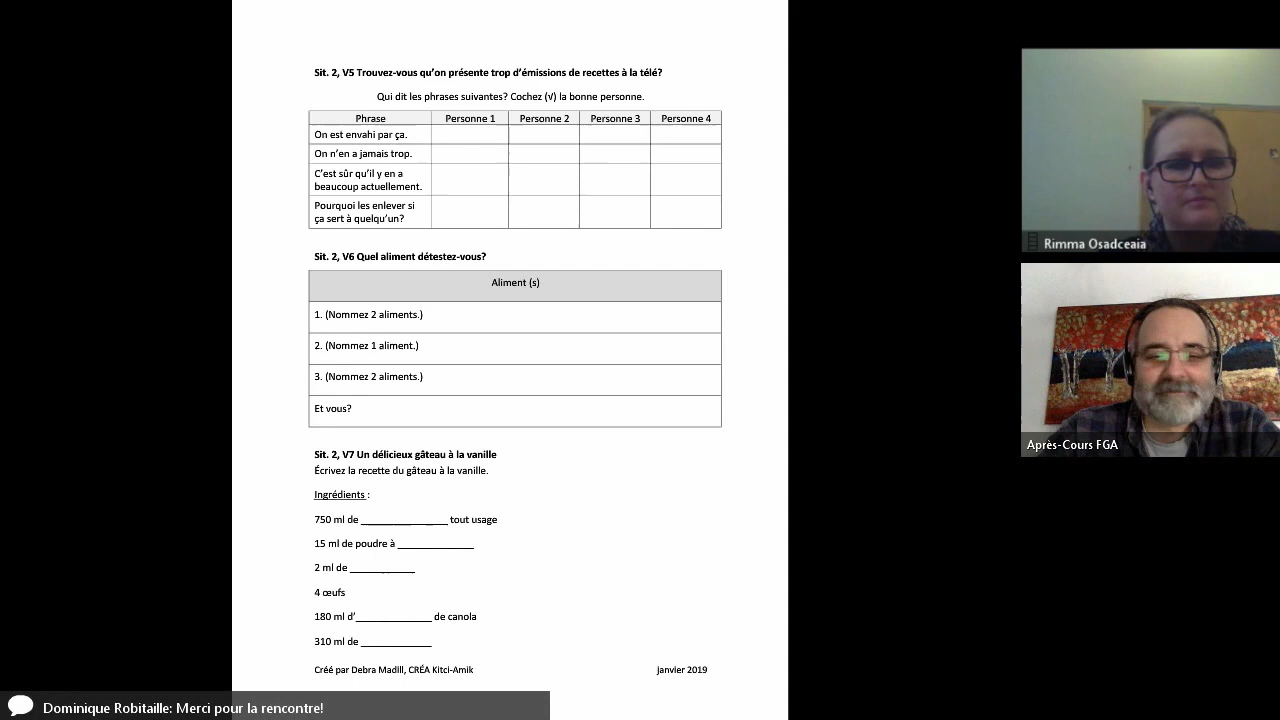 Sit. 2, V5 Trouvez-vous qu'on présente trop d'émissions de recettes à la télé?
Qui dit les phrases suivantes? Cochez (√) la bonne personne.
Phrase Personne 1 Personne 2 Personne 3 Personne 4
On est envahi par ça.
On n'en a jamais trop.
C'est sûr qu'il y en a
beaucoup actuellement.
Pourquoi les enlever si
ça sert à quelqu'un?
Sit. 2, V6 Quel aliment détestez-vous?
Aliment (s)
1. (Nommez 2 aliments.)
2. (Nommez 1 aliment.)
3. (Nommez 2 aliments.)
Et vous?
Sit. 2, V7 Un délicieux gâteau à la vanille
Écrivez la recette du gâteau à la vanille.
Ingrédients :
750 ml de ________________ tout usage
15 ml de poudre à ______________
2 ml de ____________
4 œufs
180 ml d'______________ de canola
310 ml de _____________
Créé par Debra Madill, CRÉA Kitci-Amik janvier 2019
Rimma Osadceaia
Après-Cours FGA
Dominique Robitaille: Merci pour la rencontre!